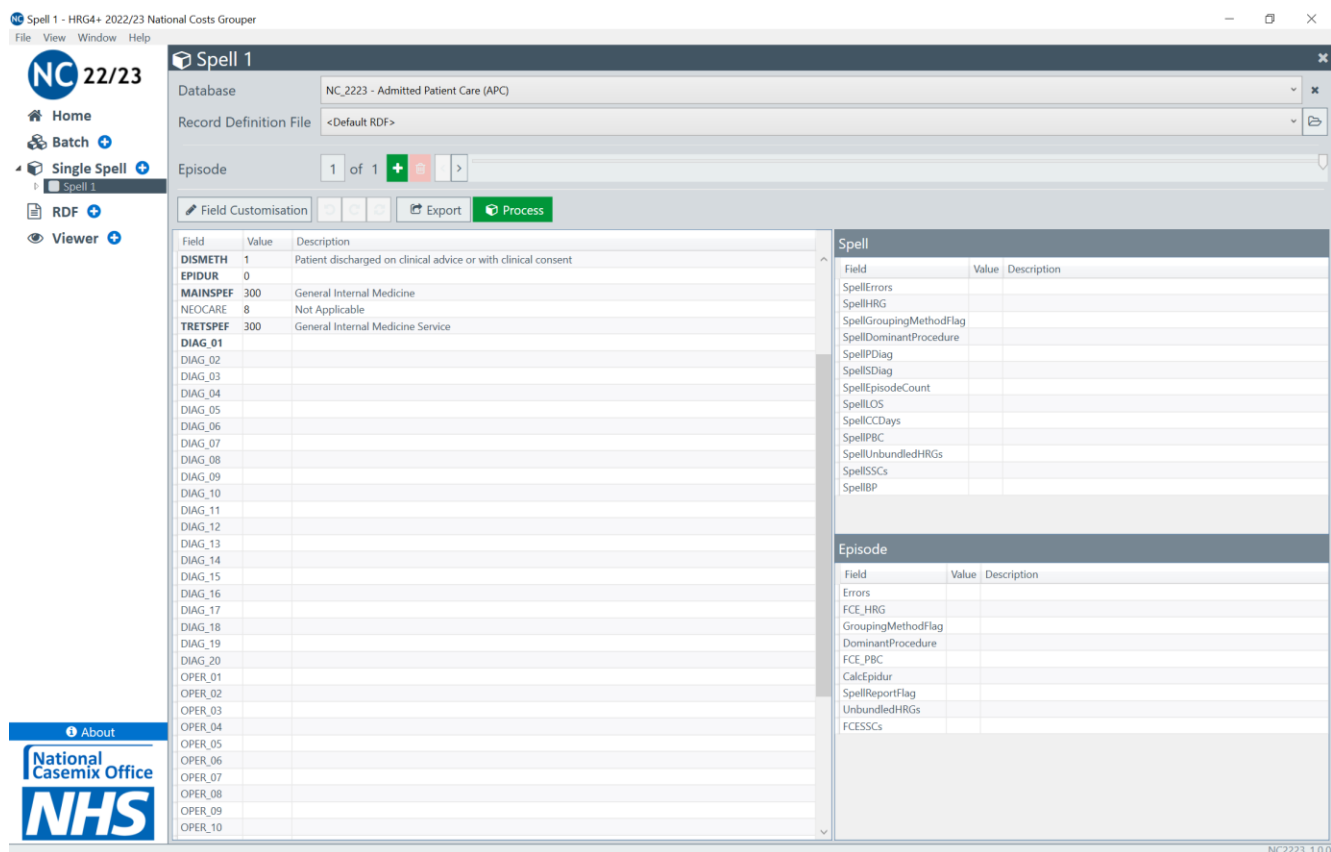 Spell 1 - HRG4+ 2022/23 National Costs Grouper
File View Window Help
NC 22/23
Home
Batch
Single Spell
Spell 1
RDF
Viewer
About
National
Casemix Office
NHS
Spell 1
Database NC_2223 - Admitted Patient Care (APC)
Record Definition File <Default RDF>
Episode 1 of 1
Field Customisation Export Process
Field Value Description
DISMETH 1 Patient discharged on clinical advice or with clinical consent
EPIDUR 0
MAINSPEF 300 General Internal Medicine
NEOCARE 8 Not Applicable
TRETSPEF 300 General Internal Medicine Service
DIAG_01
DIAG_02
DIAG_03
DIAG_04
DIAG_05
DIAG_06
DIAG_07
DIAG_08
DIAG_09
DIAG_10
DIAG_11
DIAG_12
DIAG_13
DIAG_14
DIAG_15
DIAG_16
DIAG_17
DIAG_18
DIAG_19
DIAG_20
OPER_01
OPER_02
OPER_03
OPER_04
OPER_05
OPER_06
OPER_07
OPER_08
OPER_09
OPER_10
Spell
Field Value Description
SpellErrors
SpellHRG
SpellGroupingMethodFlag
SpellDominantProcedure
SpellPDiag
SpellSDiag
SpellEpisodeCount
SpellLOS
SpellCCDays
SpellPBC
SpellUnbundledHRGs
SpellSSCs
SpellBP
Episode
Field Value Description
Errors
FCE_HRG
GroupingMethodFlag
DominantProcedure
FCE_PBC
CalcEpidur
SpellReportFlag
UnbundledHRGs
FCESSCs
NC2223_1.0.0